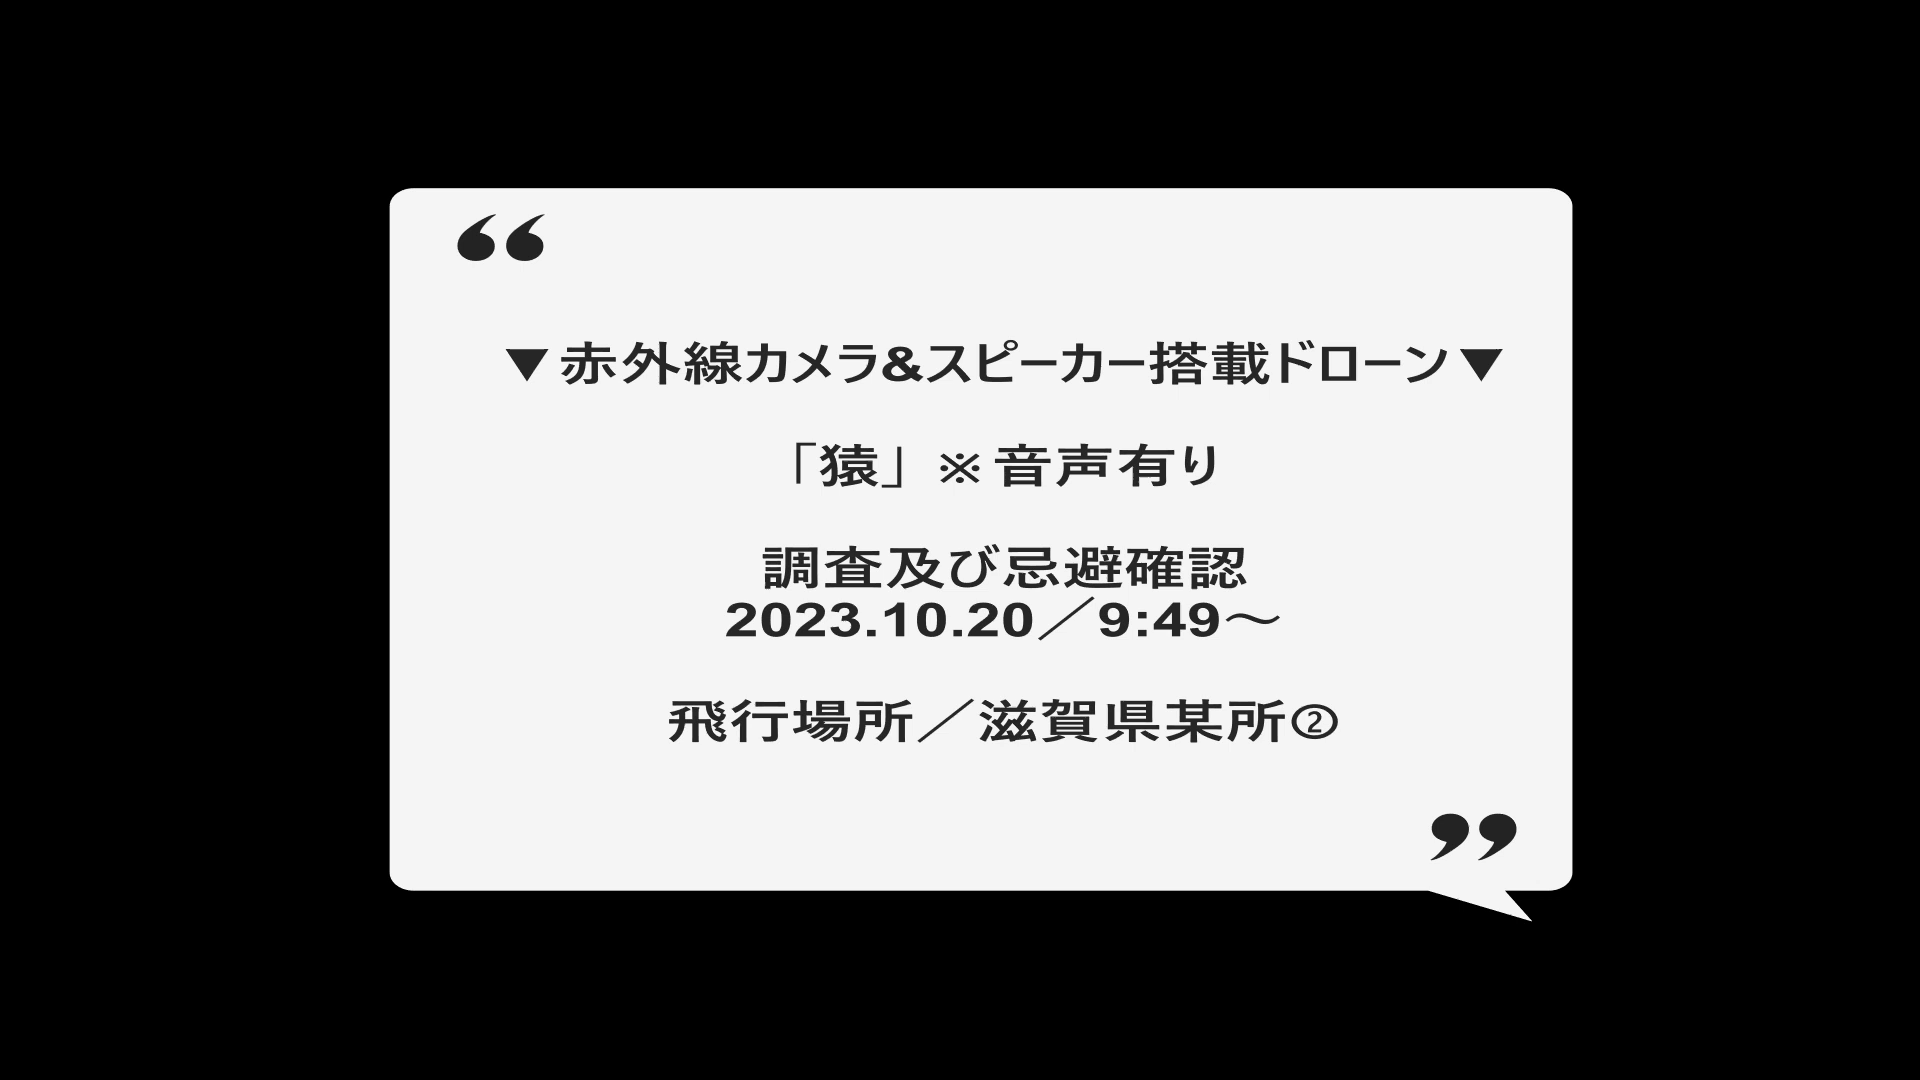 “
▼赤外線カメラ&スピーカー搭載ドローン▼
「猿」※音声有り
調査及び忌避確認
2023.10.20／9:49～
飛行場所／滋賀県某所②
”